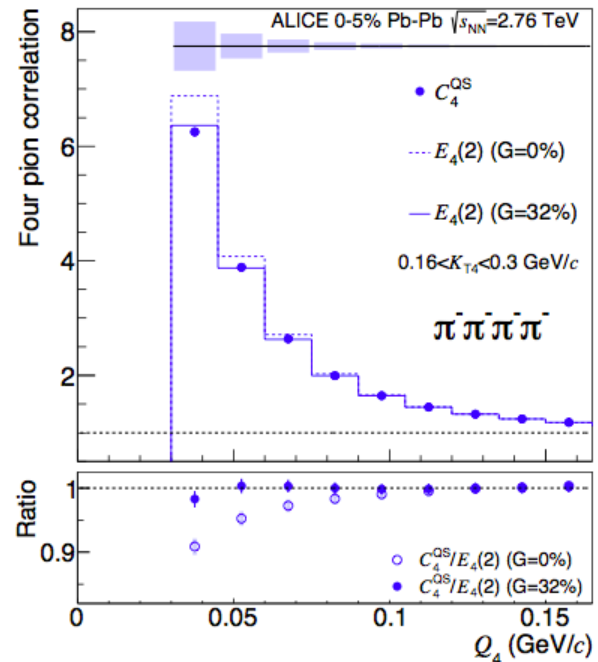 ALICE 0-5% Pb-Pb √sNN=2.76 TeV
C4QS
E4(2) (G=0%)
E4(2) (G=32%)
0.16<KT4<0.3 GeV/c
π-π-π-π-
Four pion correlation
8
6
4
2
Ratio
1
0.9
C4QS/E4(2) (G=0%)
C4QS/E4(2) (G=32%)
0
0.05
0.1
0.15
Q4 (GeV/c)